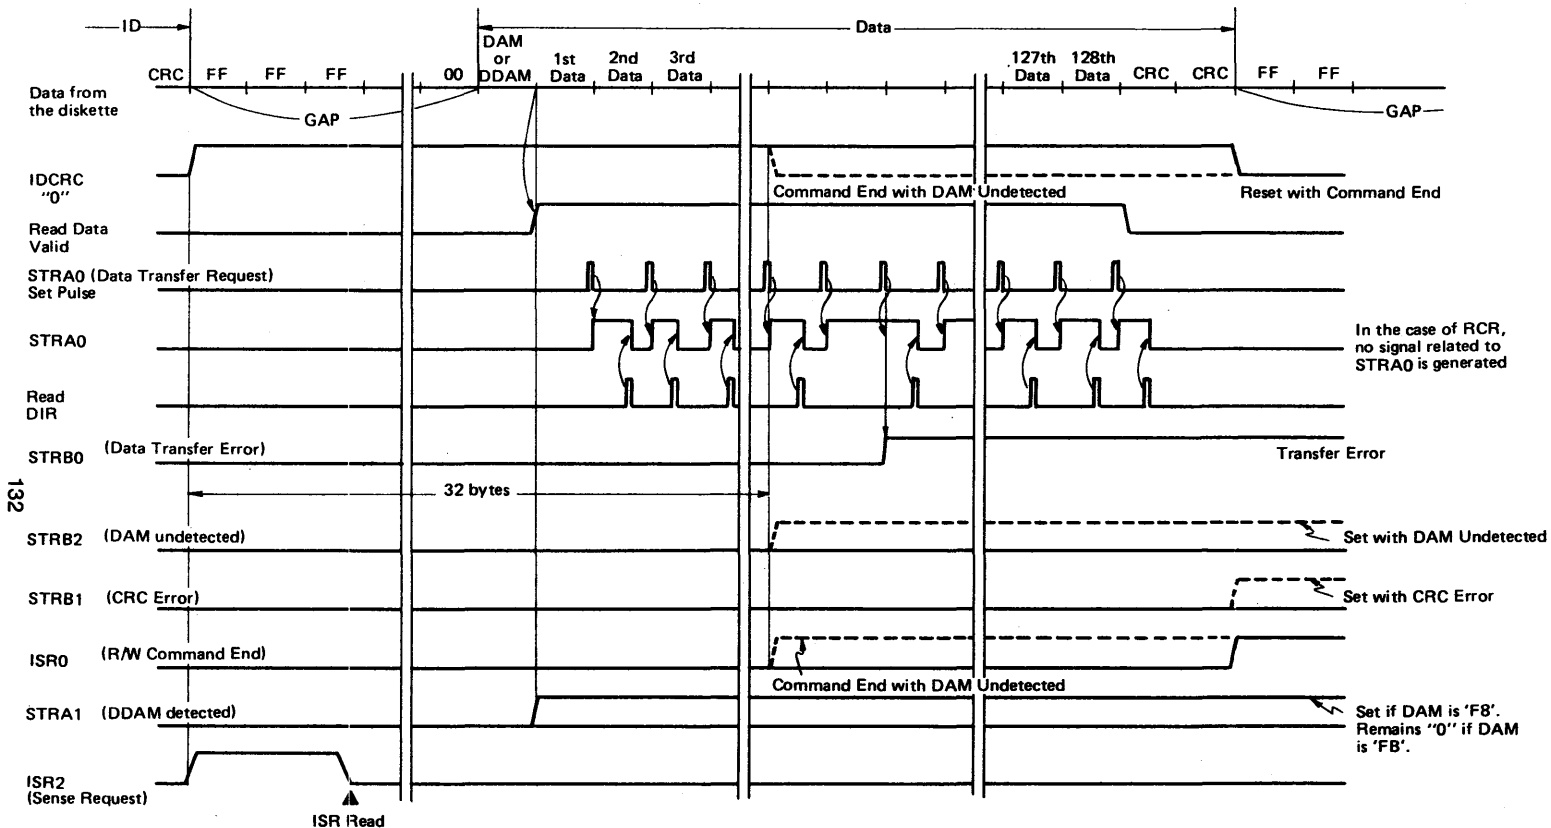 ID
Data
DAM
or
DDAM
1st
Data
2nd
Data
3rd
Data
127th
Data
128th
Data
CRC FF FF FF 00 CRC CRC FF FF
Data from
the diskette
GAP
GAP
IDCRC
"0"
Command End with DAM Undetected
Reset with Command End
Read Data
Valid
STRA0 (Data Transfer Request)
Set Pulse
STRA0
In the case of RCR,
no signal related to
STRA0 is generated
Read
DIR
STRB0 (Data Transfer Error)
Transfer Error
32 bytes
132
STRB2 (DAM undetected)
Set with DAM Undetected
STRB1 (CRC Error)
Set with CRC Error
ISR0 (R/W Command End)
Command End with DAM Undetected
STRA1 (DDAM detected)
Set if DAM is 'F8'.
Remains "0" if DAM
is 'FB'.
ISR2
(Sense Request)
ISR Read